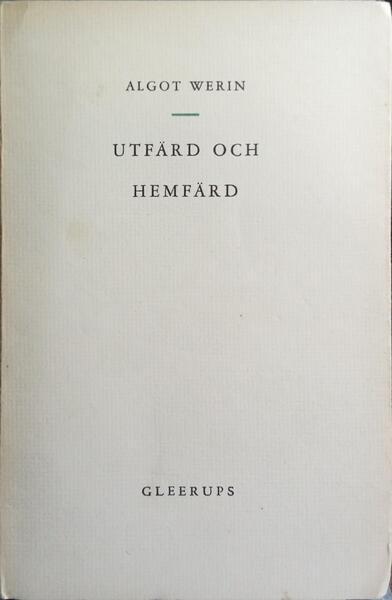 ALGOT WERIN
UTFÄRD OCH
HEMFÄRD
GLEERUPS